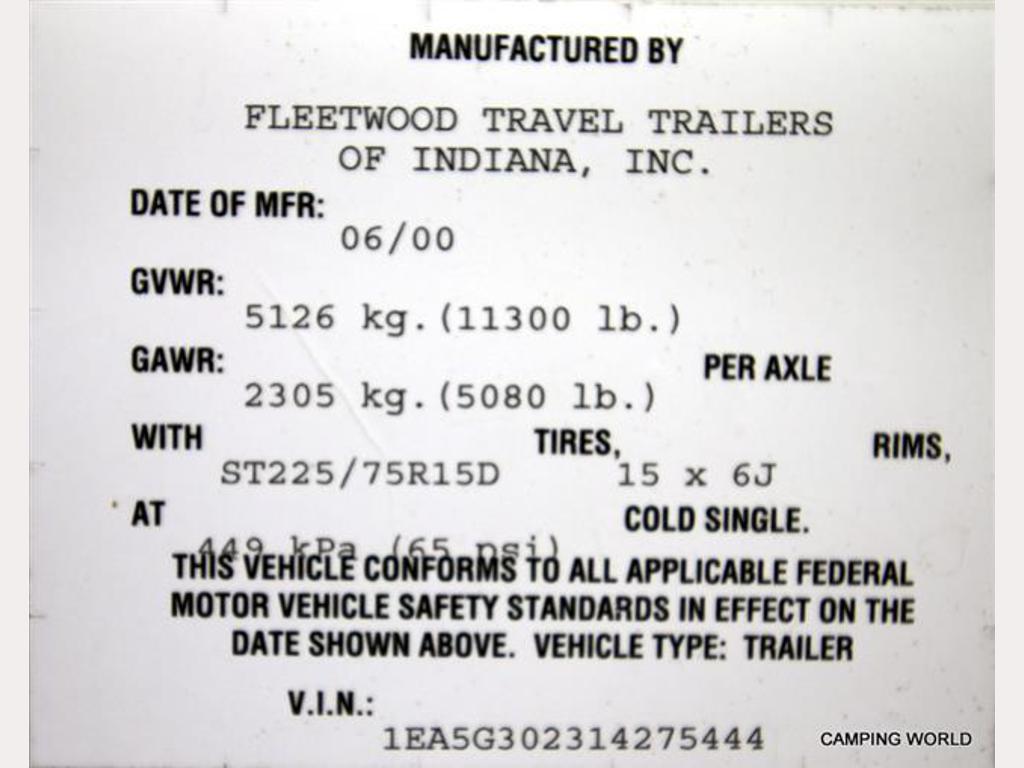 MANUFACTURED BY
FLEETWOOD TRAVEL TRAILERS
OF INDIANA, INC.
DATE OF MFR:
06/00
GVWR:
5126 kg.(11300 lb.)
GAWR: PER AXLE
2305 kg.(5080 lb.)
WITH TIRES, RIMS,
ST225/75R15D 15 x 6J
AT COLD SINGLE.
449 kPa (65 psi)
THIS VEHICLE CONFORMS TO ALL APPLICABLE FEDERAL
MOTOR VEHICLE SAFETY STANDARDS IN EFFECT ON THE
DATE SHOWN ABOVE. VEHICLE TYPE: TRAILER
V.I.N.:
1EA5G302314275444
CAMPING WORLD